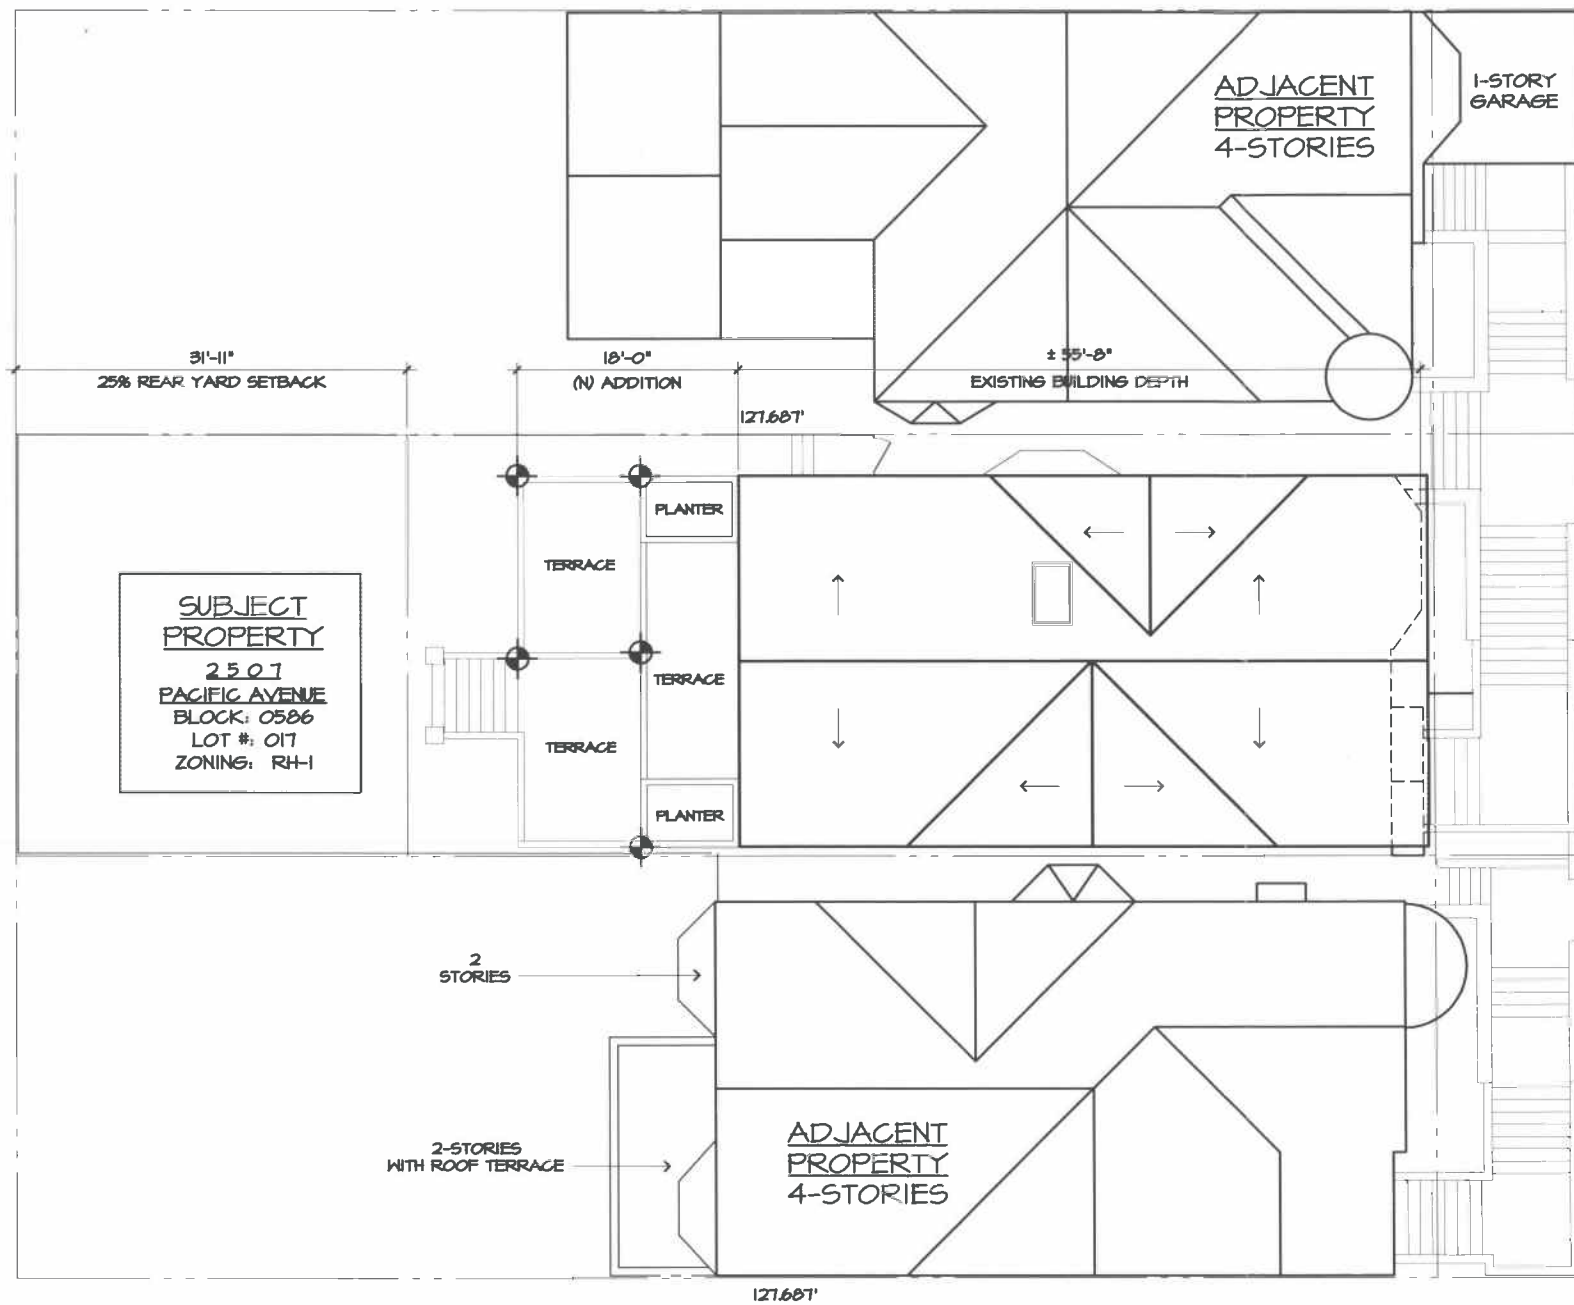 ADJACENT
PROPERTY
4-STORIES
1-STORY
GARAGE
31'-11"
25% REAR YARD SETBACK
18'-0"
(N) ADDITION
± 55'-8"
EXISTING BUILDING DEPTH
127.687'
PLANTER
TERRACE
TERRACE
TERRACE
PLANTER
SUBJECT
PROPERTY
2507
PACIFIC AVENUE
BLOCK: 0586
LOT #: 017
ZONING: RH-1
2
STORIES
2-STORIES
WITH ROOF TERRACE
ADJACENT
PROPERTY
4-STORIES
127.687'